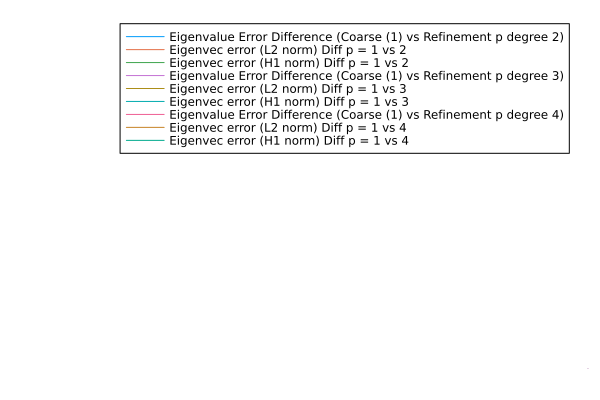 Eigenvalue Error Difference (Coarse (1) vs Refinement p degree 2)
Eigenvec error (L2 norm) Diff p = 1 vs 2
Eigenvec error (H1 norm) Diff p = 1 vs 2
Eigenvalue Error Difference (Coarse (1) vs Refinement p degree 3)
Eigenvec error (L2 norm) Diff p = 1 vs 3
Eigenvec error (H1 norm) Diff p = 1 vs 3
Eigenvalue Error Difference (Coarse (1) vs Refinement p degree 4)
Eigenvec error (L2 norm) Diff p = 1 vs 4
Eigenvec error (H1 norm) Diff p = 1 vs 4